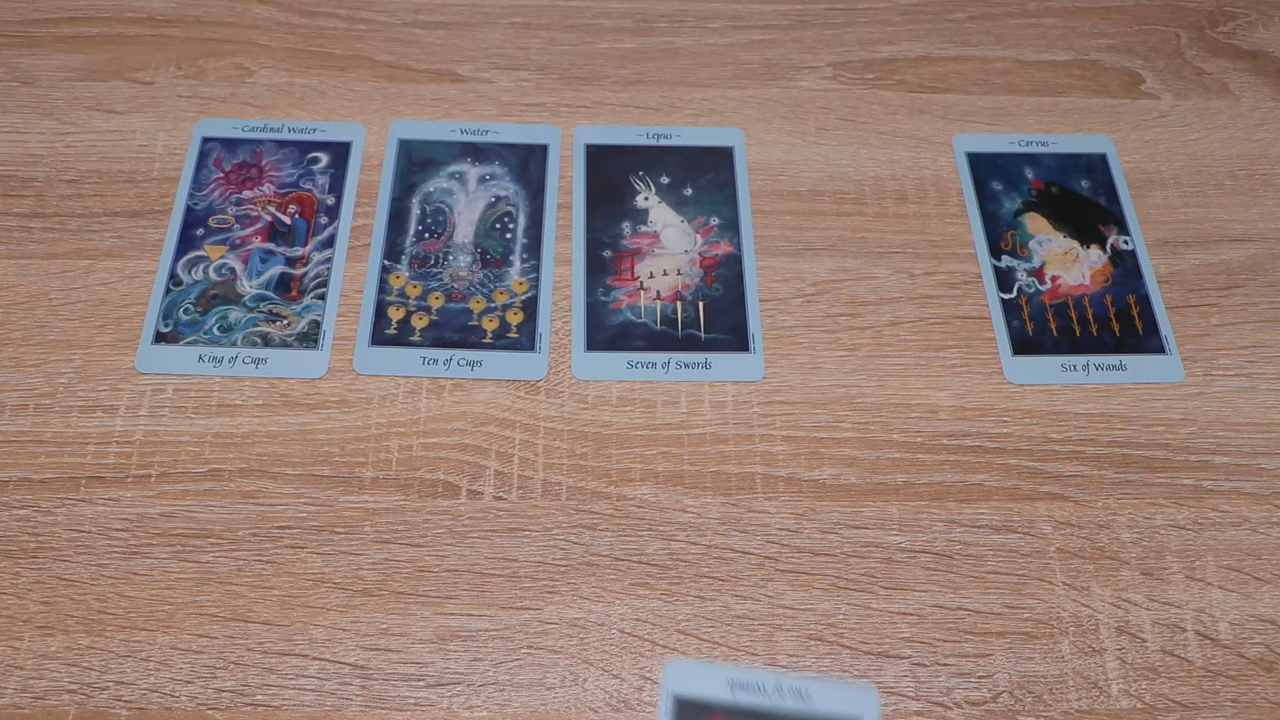 ~ Cardinal Water ~
~ Water ~
~ Lepus ~
~ Corvus ~
King of Cups
Ten of Cups
Seven of Swords
Six of Wands